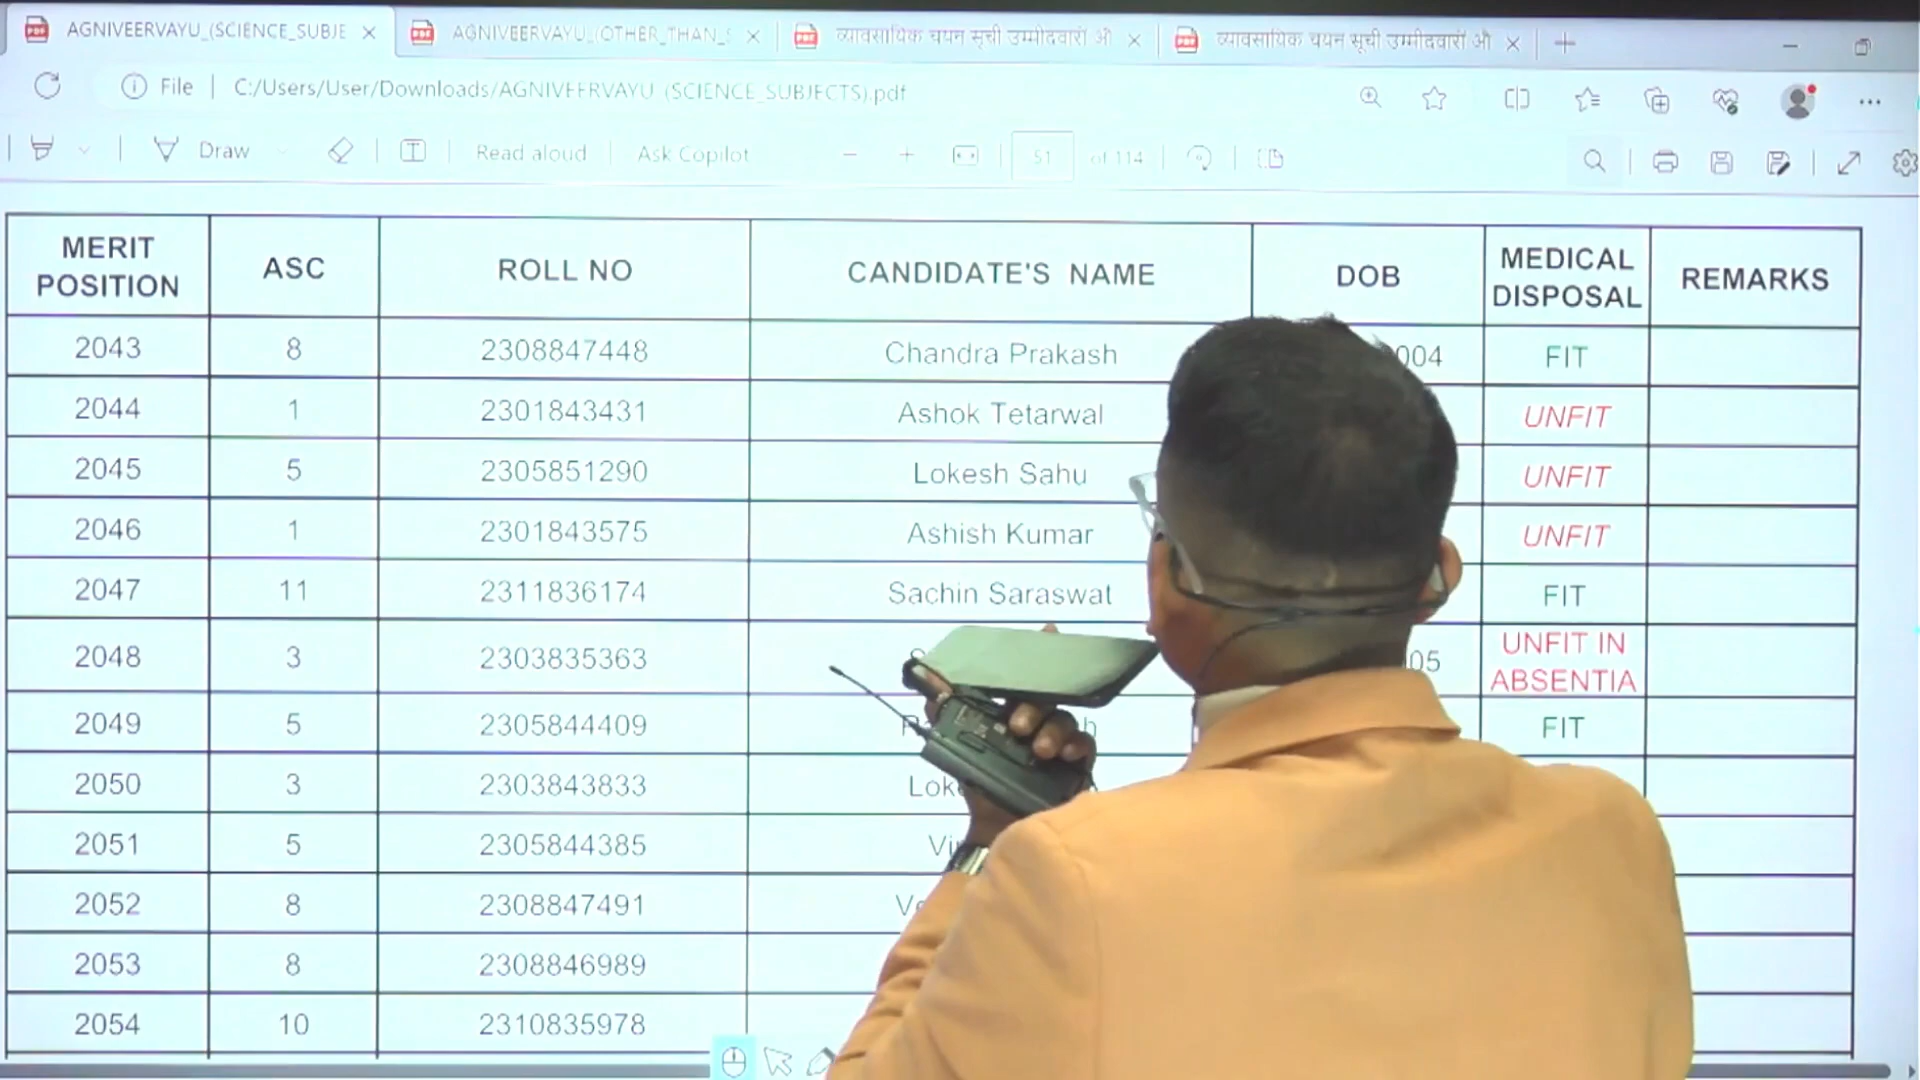 AGNIVEERVAYU_(SCIENCE_SUBJE
AGNIVEERVAYU_(OTHER_THAN_S
व्यावसायिक चयन सूची उम्मीदवारों औ
व्यावसायिक चयन सूची उम्मीदवारों औ
File
C:/Users/User/Downloads/AGNIVEERVAYU_(SCIENCE_SUBJECTS).pdf
Draw
Read aloud
Ask Copilot
51 of 114
MERIT POSITION ASC ROLL NO CANDIDATE'S NAME DOB MEDICAL DISPOSAL REMARKS
2043 8 2308847448 Chandra Prakash 004 FIT
2044 1 2301843431 Ashok Tetarwal UNFIT
2045 5 2305851290 Lokesh Sahu UNFIT
2046 1 2301843575 Ashish Kumar UNFIT
2047 11 2311836174 Sachin Saraswat FIT
2048 3 2303835363 05 UNFIT IN ABSENTIA
2049 5 2305844409 FIT
2050 3 2303843833
2051 5 2305844385
2052 8 2308847491
2053 8 2308846989
2054 10 2310835978